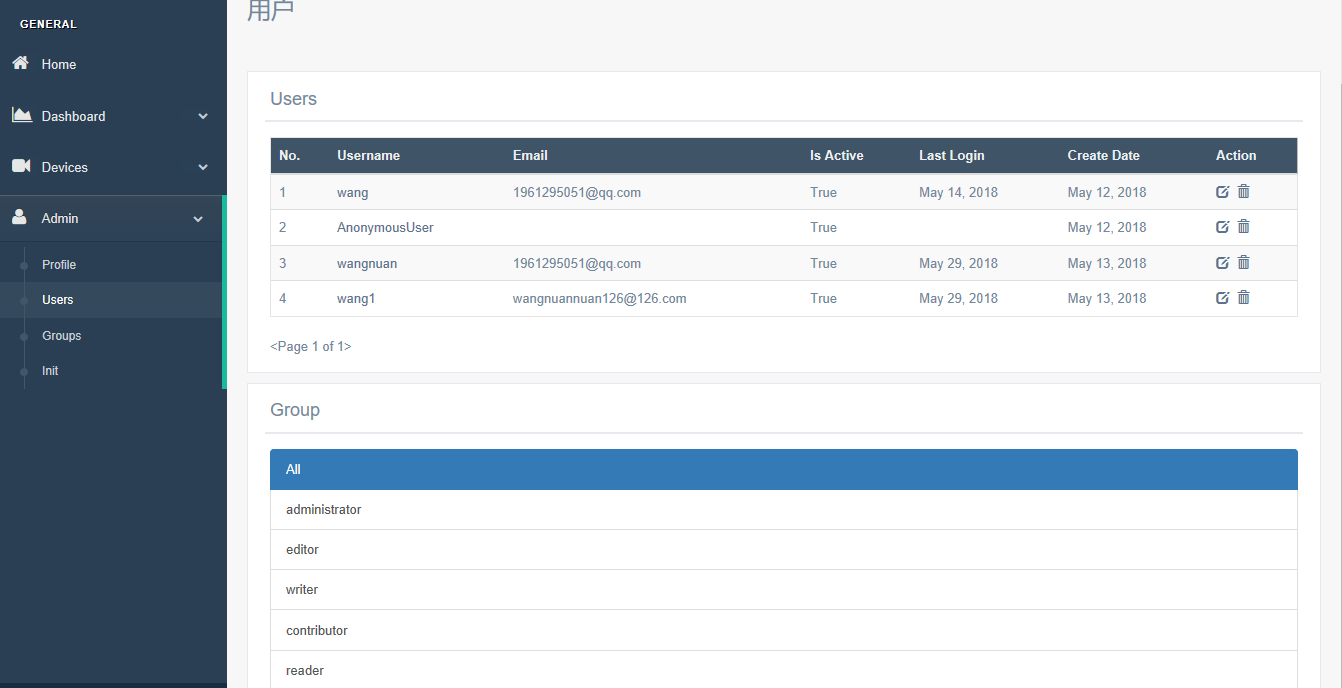 GENERAL
Home
Dashboard
Devices
Admin
Profile
Users
Groups
Init
用户
Users
No. Username Email Is Active Last Login Create Date Action
1 wang 1961295051@qq.com True May 14, 2018 May 12, 2018
2 AnonymousUser True May 12, 2018
3 wangnuan 1961295051@qq.com True May 29, 2018 May 13, 2018
4 wang1 wangnuannuan126@126.com True May 29, 2018 May 13, 2018
<Page 1 of 1>
Group
All
administrator
editor
writer
contributor
reader